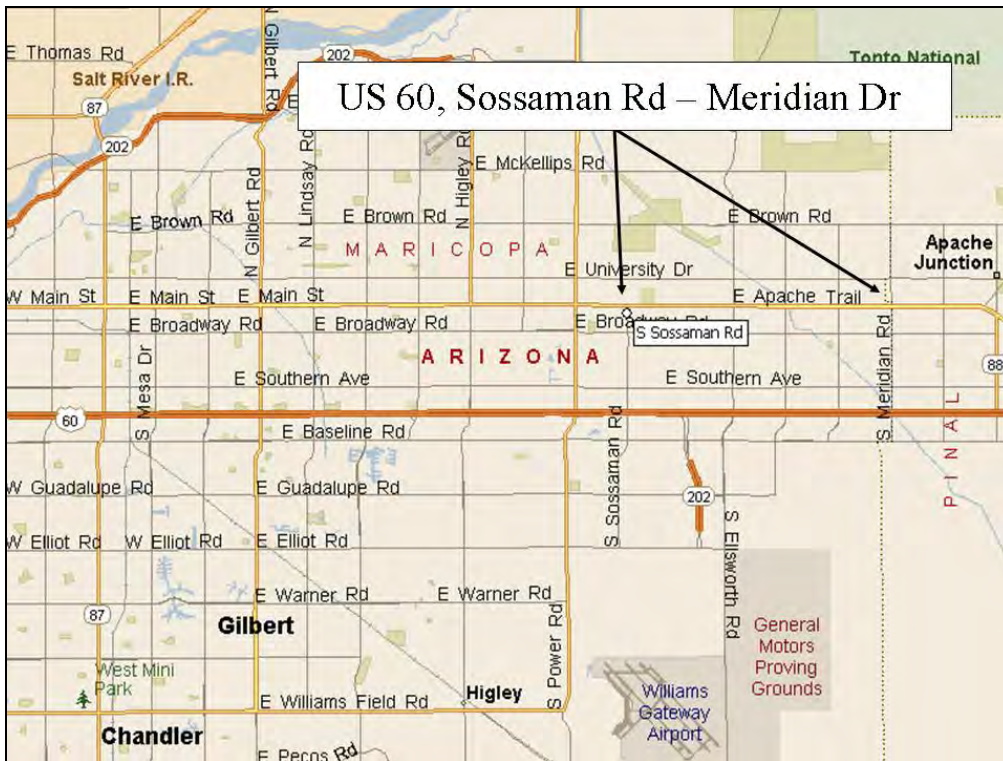 E Thomas Rd
202
Tonto National
Salt River I.R.
87
N Gilbert Rd
US 60, Sossaman Rd – Meridian Dr
202
E McKellips Rd
N Lindsay Rd
N Higley Rd
N Gilbert Rd
E Brown Rd
E Brown Rd
E Brown Rd
MARICOPA
Apache
Junction
E University Dr
W Main St
E Main St
E Main St
E Apache Trail
E Broadway Rd
E Broadway Rd
E Broadway Rd
S Sossaman Rd
ARIZONA
88
S Mesa Dr
E Southern Ave
E Southern Ave
S Meridian Rd
PINAL
60
E Baseline Rd
S Sossaman Rd
W Guadalupe Rd
E Guadalupe Rd
202
W Elliot Rd
W Elliot Rd
E Elliot Rd
S Ellsworth Rd
E Warner Rd
E Warner Rd
87
Gilbert
General
Motors
Proving
Grounds
S Power Rd
West Mini
Park
Williams
Gateway
Airport
E Williams Field Rd
Higley
Chandler
E Pecos Rd